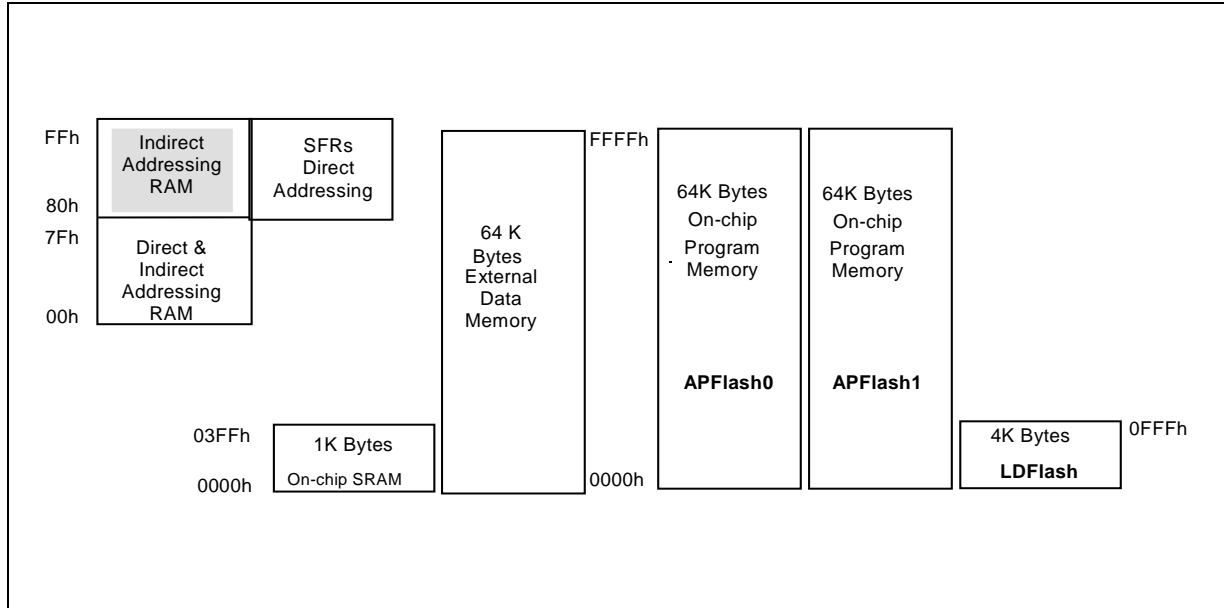 FFh
80h
7Fh
00h
Indirect
Addressing
RAM
SFRs
Direct
Addressing
Direct &
Indirect
Addressing
RAM
03FFh
0000h
1K Bytes
On-chip SRAM
64 K
Bytes
External
Data
Memory
FFFFh
0000h
64K Bytes
On-chip
Program
Memory
APFlash0
64K Bytes
On-chip
Program
Memory
APFlash1
4K Bytes
LDFlash
0FFFh